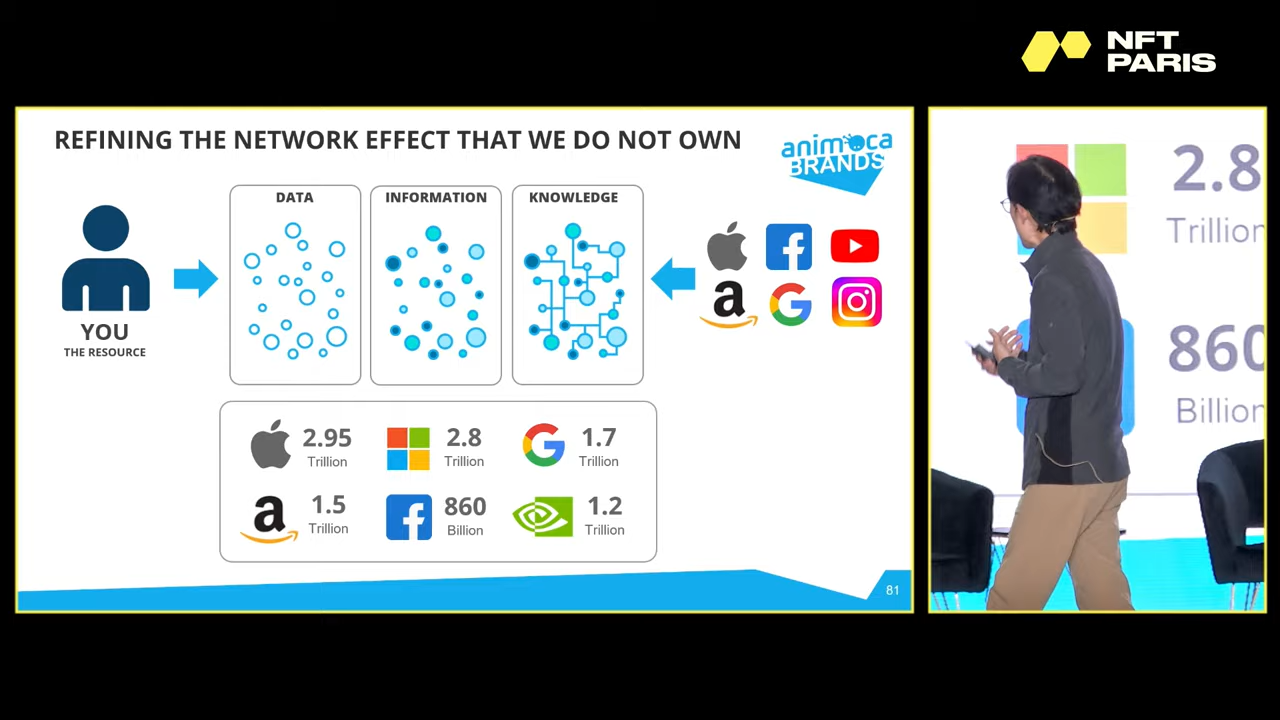 NFT
PARIS
REFINING THE NETWORK EFFECT THAT WE DO NOT OWN
animoca
BRANDS
DATA
INFORMATION
KNOWLEDGE
YOU
THE RESOURCE
2.95
Trillion
2.8
Trillion
1.7
Trillion
1.5
Trillion
860
Billion
1.2
Trillion
81
2.8
Trillion
860
Billion